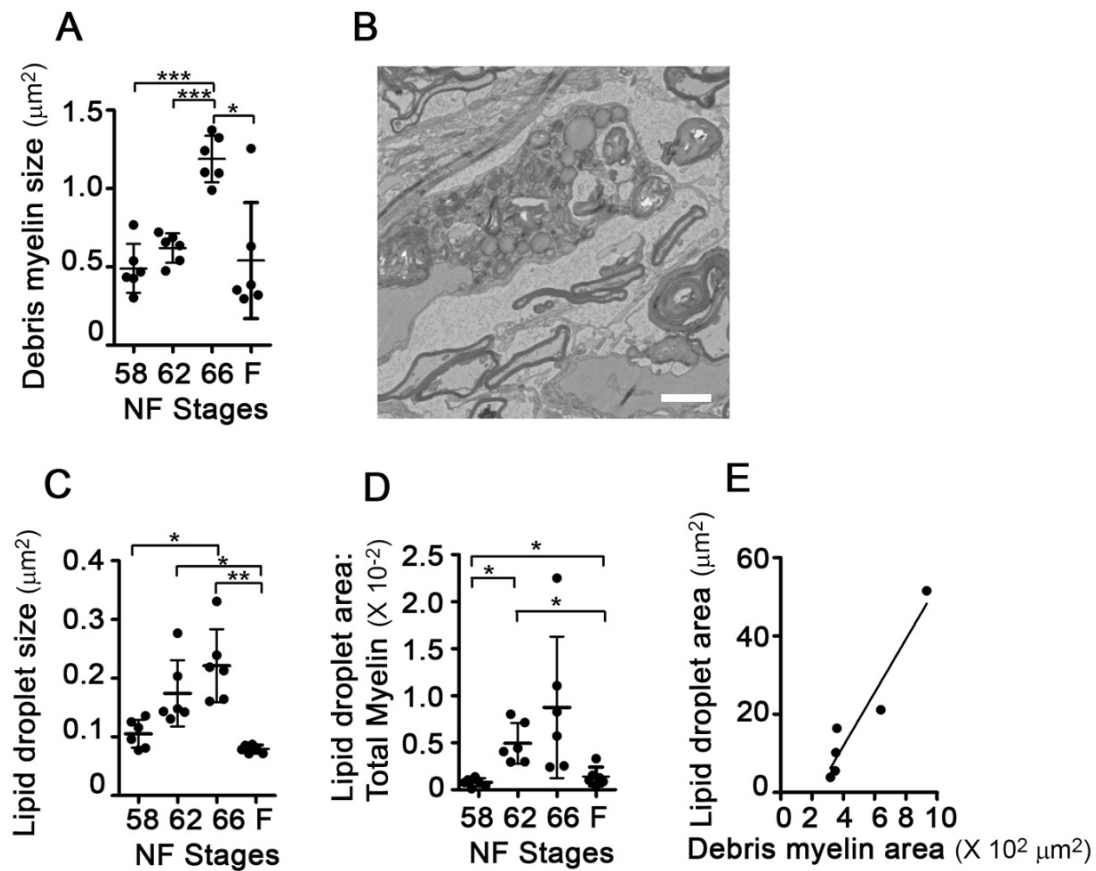 A
Debris myelin size (μm²)
1.5
1.0
0.5
0
***
***
*
58 62 66 F
NF Stages
B
C
Lipid droplet size (μm²)
0.4
0.3
0.2
0.1
0
*
*
**
58 62 66 F
NF Stages
D
Lipid droplet area:
Total Myelin (X 10⁻²)
2.5
2.0
1.5
1.0
0.5
0
*
*
*
58 62 66 F
NF Stages
E
Lipid droplet area (μm²)
60
40
20
0
0 2 4 6 8 10
Debris myelin area (X 10² μm²)